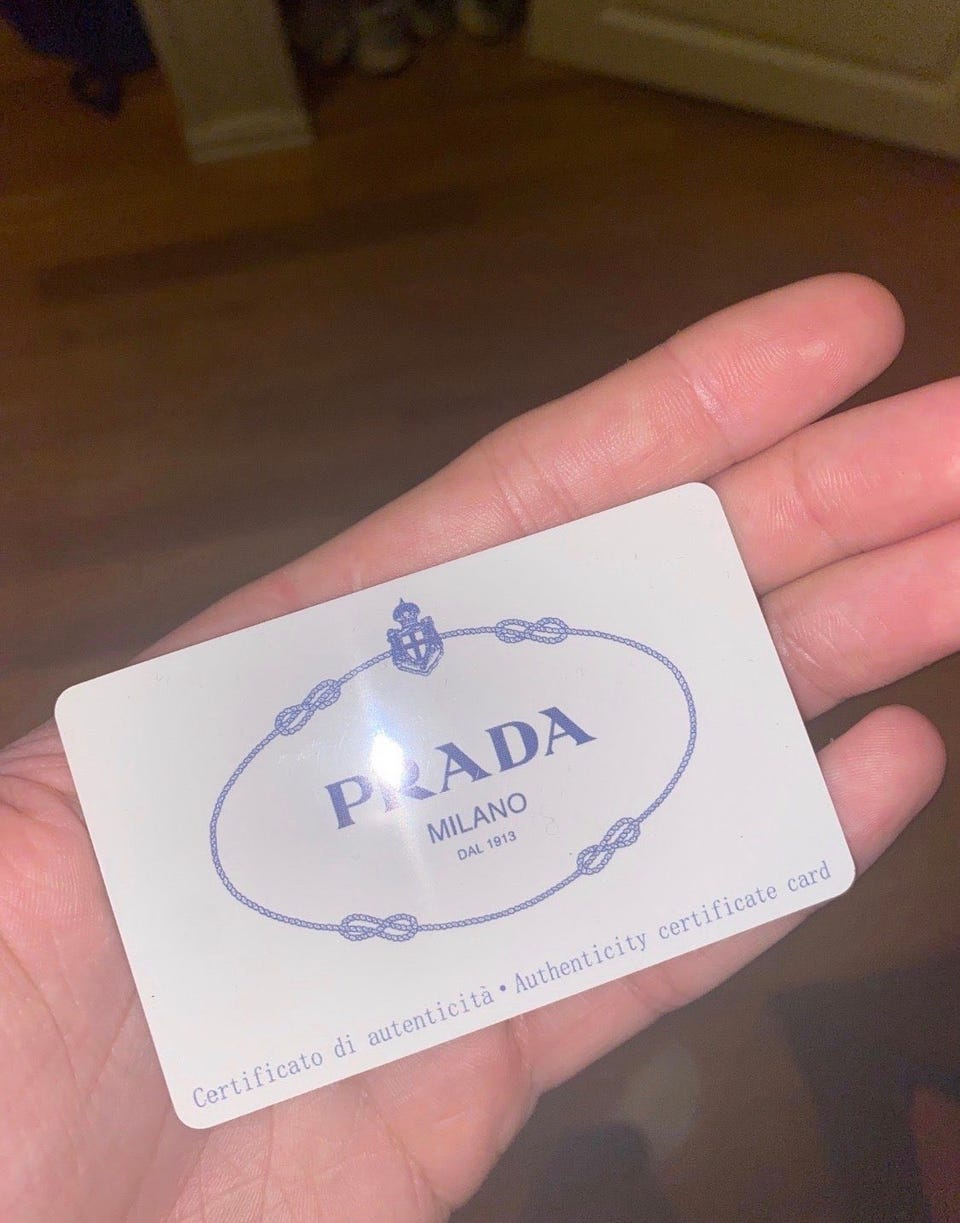 PRADA
MILANO
DAL 1913
Certificato di autenticità • Authenticity certificate card